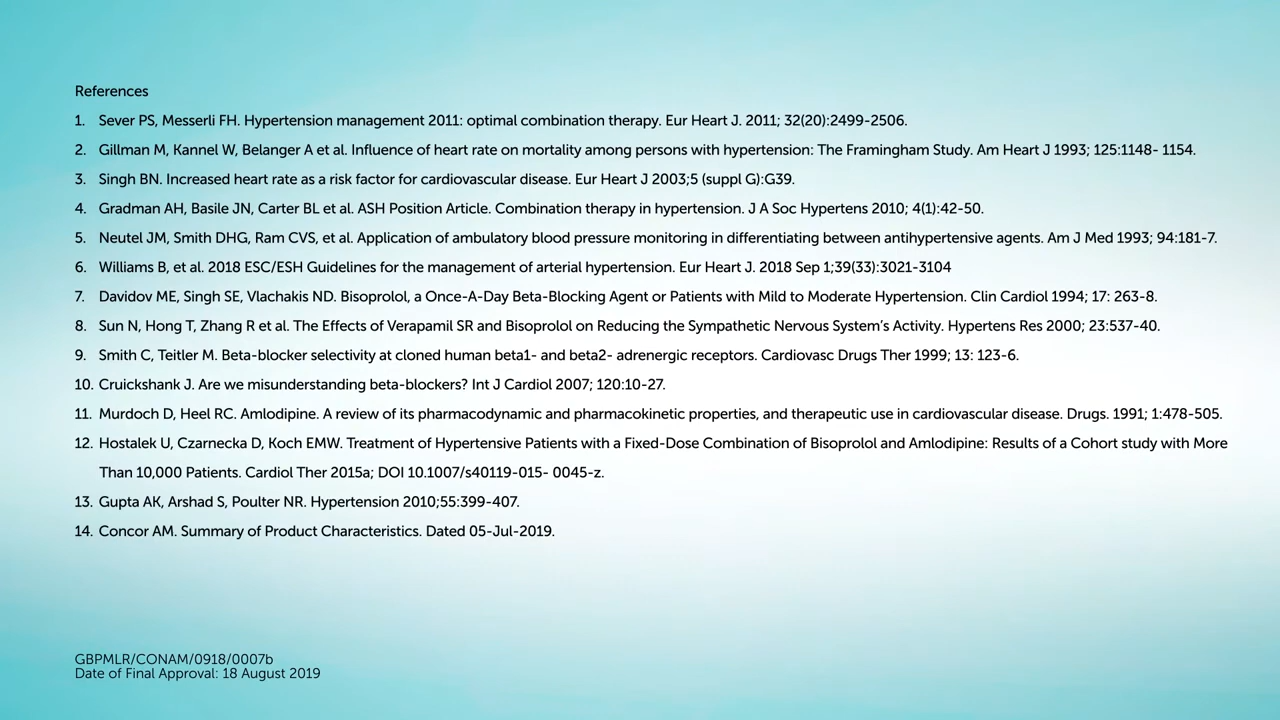 References
1. Sever PS, Messerli FH. Hypertension management 2011: optimal combination therapy. Eur Heart J. 2011; 32(20):2499-2506.
2. Gillman M, Kannel W, Belanger A et al. Influence of heart rate on mortality among persons with hypertension: The Framingham Study. Am Heart J 1993; 125:1148- 1154.
3. Singh BN. Increased heart rate as a risk factor for cardiovascular disease. Eur Heart J 2003;5 (suppl G):G39.
4. Gradman AH, Basile JN, Carter BL et al. ASH Position Article. Combination therapy in hypertension. J A Soc Hypertens 2010; 4(1):42-50.
5. Neutel JM, Smith DHG, Ram CVS, et al. Application of ambulatory blood pressure monitoring in differentiating between antihypertensive agents. Am J Med 1993; 94:181-7.
6. Williams B, et al. 2018 ESC/ESH Guidelines for the management of arterial hypertension. Eur Heart J. 2018 Sep 1;39(33):3021-3104
7. Davidov ME, Singh SE, Vlachakis ND. Bisoprolol, a Once-A-Day Beta-Blocking Agent or Patients with Mild to Moderate Hypertension. Clin Cardiol 1994; 17: 263-8.
8. Sun N, Hong T, Zhang R et al. The Effects of Verapamil SR and Bisoprolol on Reducing the Sympathetic Nervous System's Activity. Hypertens Res 2000; 23:537-40.
9. Smith C, Teitler M. Beta-blocker selectivity at cloned human beta1- and beta2- adrenergic receptors. Cardiovasc Drugs Ther 1999; 13: 123-6.
10. Cruickshank J. Are we misunderstanding beta-blockers? Int J Cardiol 2007; 120:10-27.
11. Murdoch D, Heel RC. Amlodipine. A review of its pharmacodynamic and pharmacokinetic properties, and therapeutic use in cardiovascular disease. Drugs. 1991; 1:478-505.
12. Hostalek U, Czarnecka D, Koch EMW. Treatment of Hypertensive Patients with a Fixed-Dose Combination of Bisoprolol and Amlodipine: Results of a Cohort study with More
Than 10,000 Patients. Cardiol Ther 2015a; DOI 10.1007/s40119-015- 0045-z.
13. Gupta AK, Arshad S, Poulter NR. Hypertension 2010;55:399-407.
14. Concor AM. Summary of Product Characteristics. Dated 05-Jul-2019.
GBPMLR/CONAM/0918/0007b
Date of Final Approval: 18 August 2019